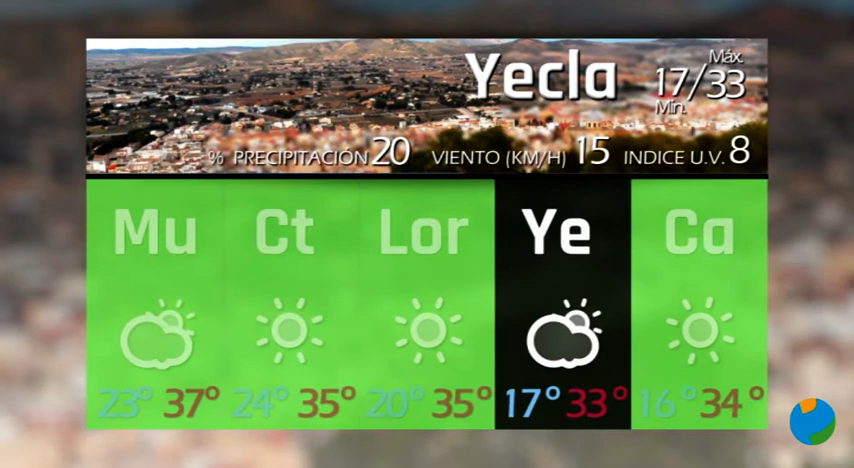 Yecla
Máx.
17/33
Mín.
% PRECIPITACIÓN 20 VIENTO (KM/H) 15 INDICE U.V. 8
Mu Ct Lor Ye Ca
23° 37° 24° 35° 20° 35° 17° 33° 16° 34°